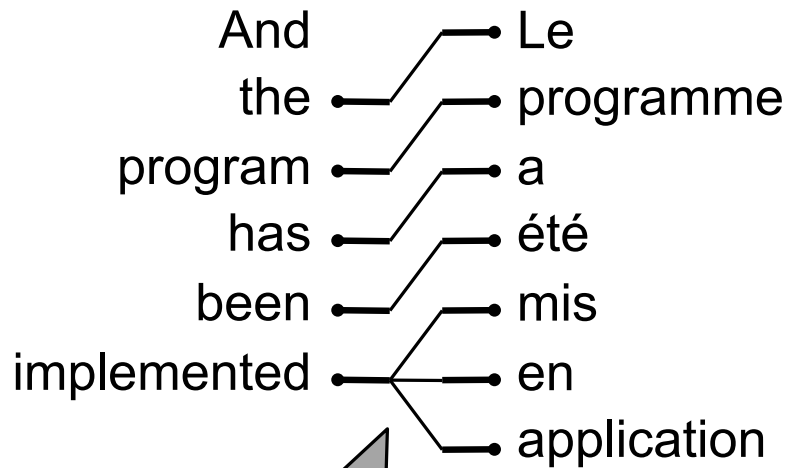 And Le
the programme
program a
has été
been mis
implemented en
application